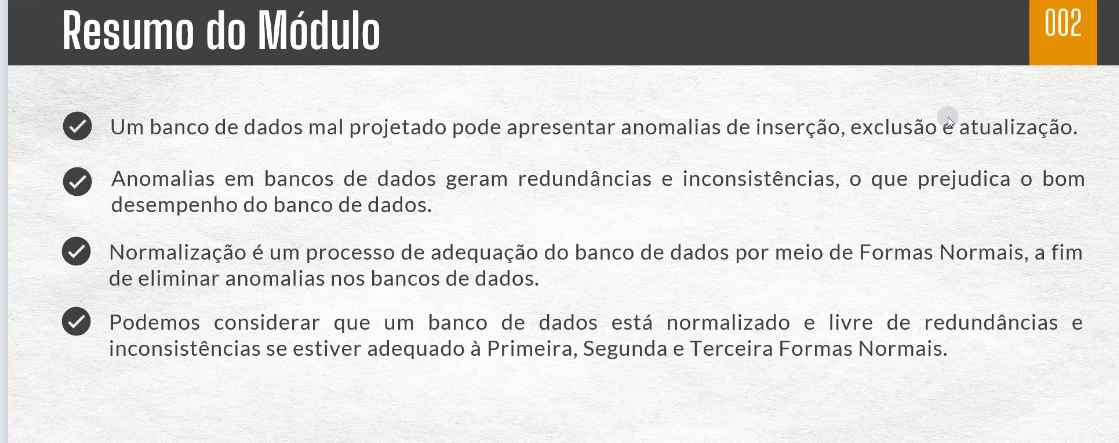 Resumo do Módulo
002
Um banco de dados mal projetado pode apresentar anomalias de inserção, exclusão e atualização.
Anomalias em bancos de dados geram redundâncias e inconsistências, o que prejudica o bom
desempenho do banco de dados.
Normalização é um processo de adequação do banco de dados por meio de Formas Normais, a fim
de eliminar anomalias nos bancos de dados.
Podemos considerar que um banco de dados está normalizado e livre de redundâncias e
inconsistências se estiver adequado à Primeira, Segunda e Terceira Formas Normais.